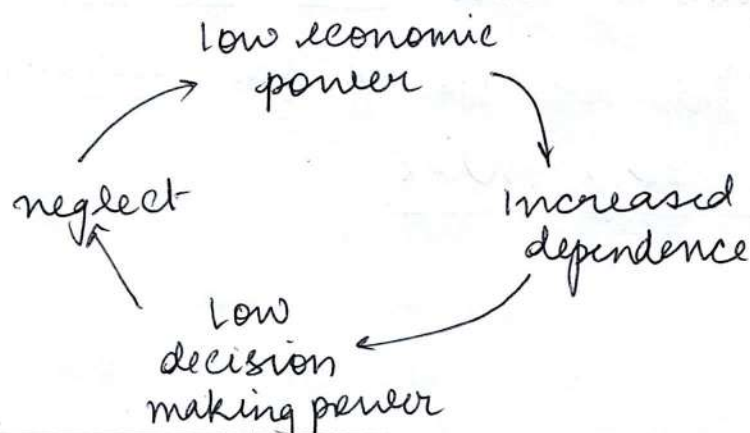 Low economic
power
neglect
Increased
dependence
Low
decision
making power